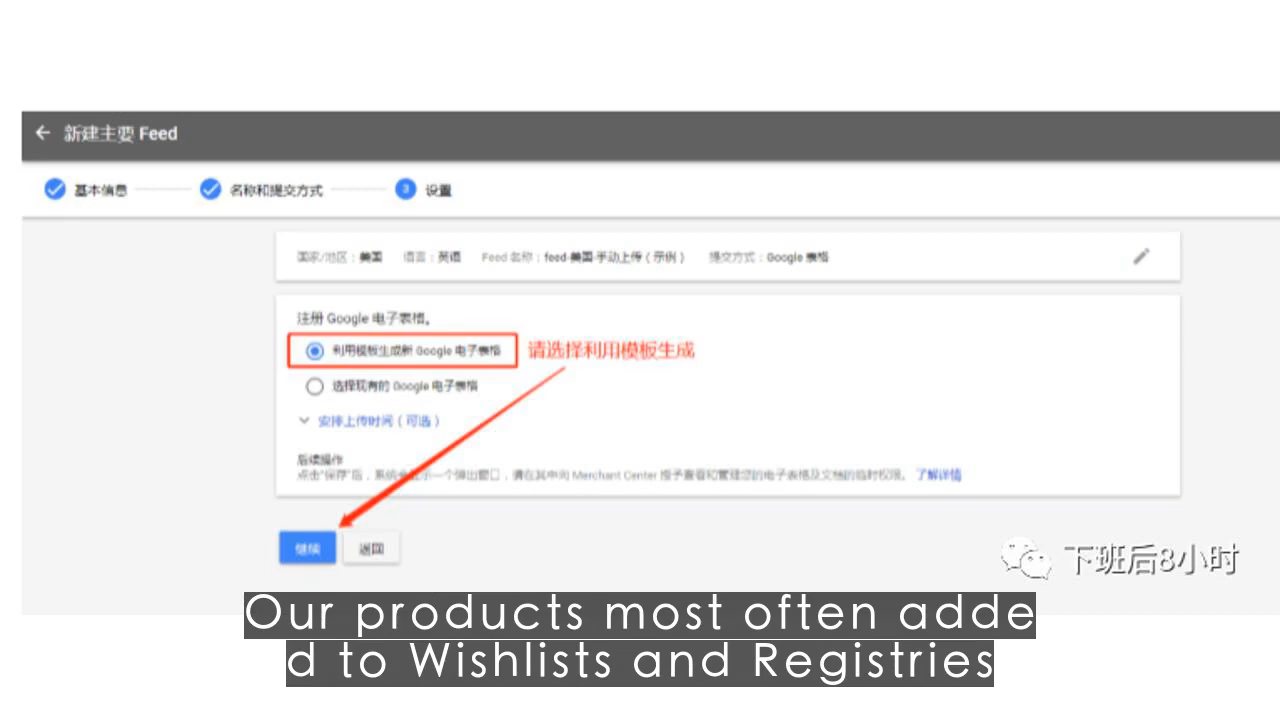 新建主要 Feed
基本信息 名称和提交方式 3 设置
国家/地区：美国 语言：英语 Feed 名称：feed-美国-手动上传（示例） 提交方式：Google 表格
注册 Google 电子表格。
利用模板生成新 Google 电子表格 请选择利用模板生成
选择现有的 Google 电子表格
安排上传时间（可选）
后续操作
点击“保存”后，系统会显示一个弹出窗口，请在其中向 Merchant Center 授予查看和管理您的电子表格及文档的临时权限。 了解详情
继续 返回
下班后8小时
Our products most often adde
d to Wishlists and Registries